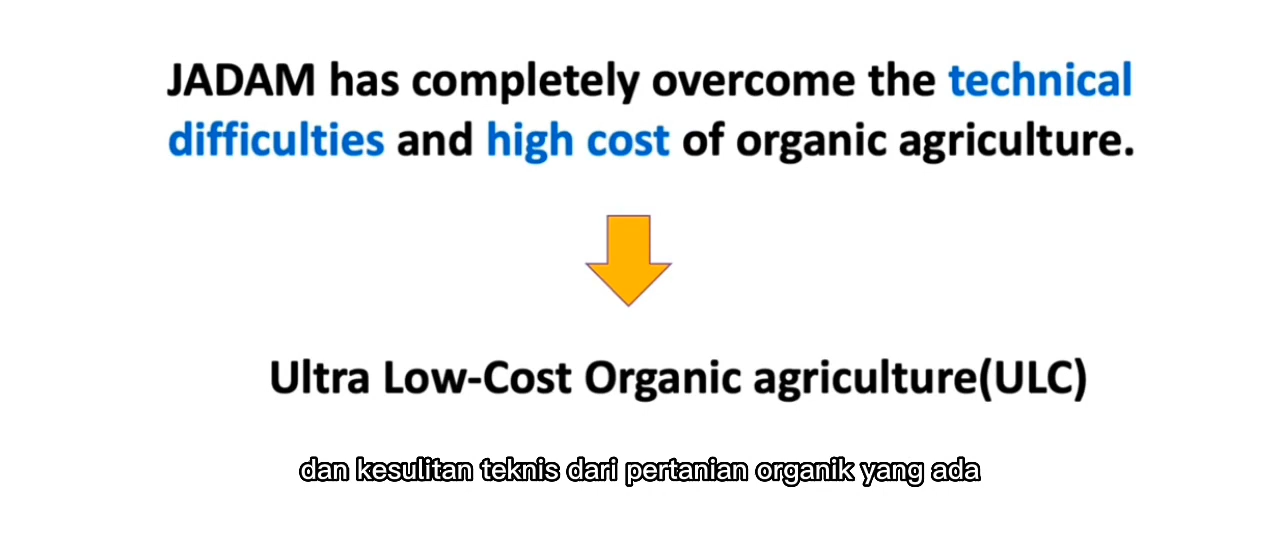 JADAM has completely overcome the technical
difficulties and high cost of organic agriculture.
Ultra Low-Cost Organic agriculture(ULC)
dan kesulitan teknis dari pertanian organik yang ada